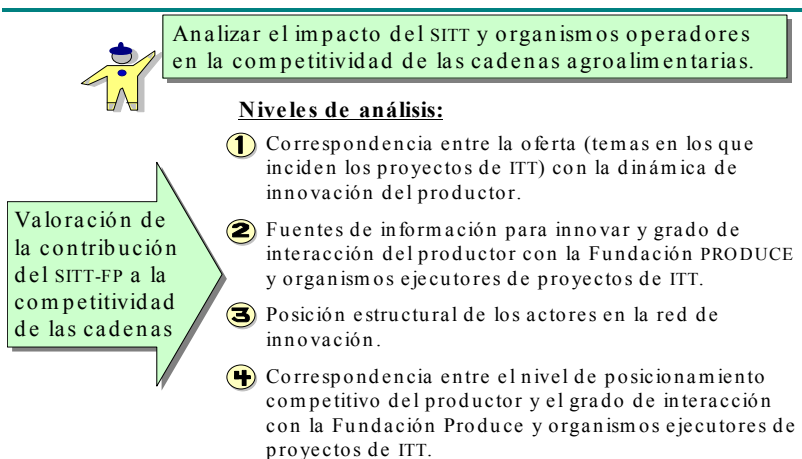 Analizar el impacto del SITT y organismos operadores
en la competitividad de las cadenas agroalimentarias.
Niveles de análisis:
1 Correspondencia entre la oferta (temas en los que
inciden los proyectos de ITT) con la dinámica de
innovación del productor.
Valoración de
la contribución
del SITT-FP a la
competitividad
de las cadenas
2 Fuentes de información para innovar y grado de
interacción del productor con la Fundación PRODUCE
y organismos ejecutores de proyectos de ITT.
3 Posición estructural de los actores en la red de
innovación.
4 Correspondencia entre el nivel de posicionamiento
competitivo del productor y el grado de interacción
con la Fundación Produce y organismos ejecutores de
proyectos de ITT.